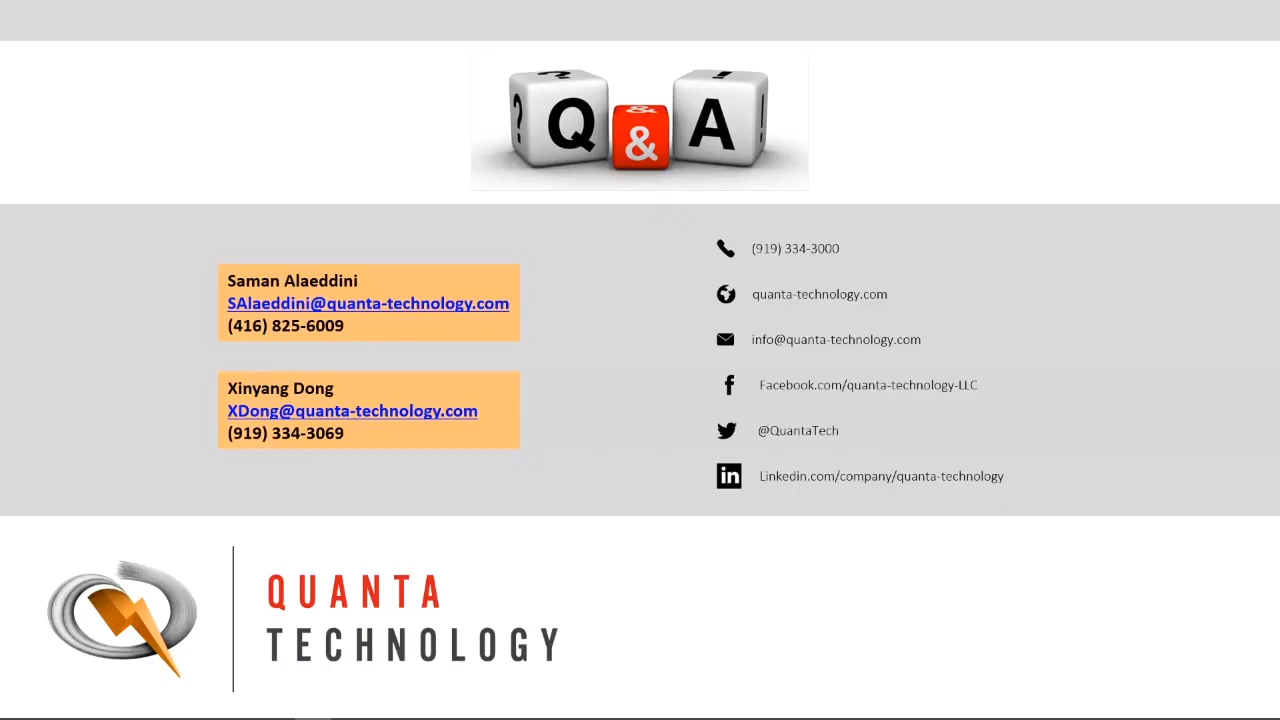 ? Q & & ! A !
Saman Alaeddini
SAlaeddini@quanta-technology.com
(416) 825-6009
Xinyang Dong
XDong@quanta-technology.com
(919) 334-3069
(919) 334-3000
quanta-technology.com
info@quanta-technology.com
f Facebook.com/quanta-technology-LLC
@QuantaTech
in Linkedin.com/company/quanta-technology
QUANTA
TECHNOLOGY